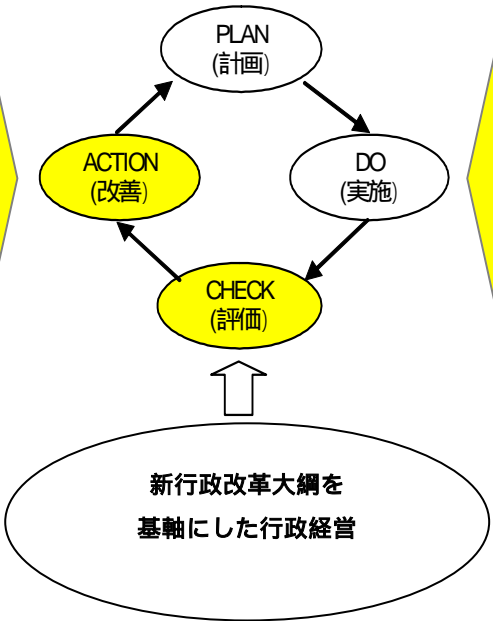 PLAN
(計画)
ACTION
(改善)
DO
(実施)
CHECK
(評価)
新行政改革大綱を
基軸にした行政経営